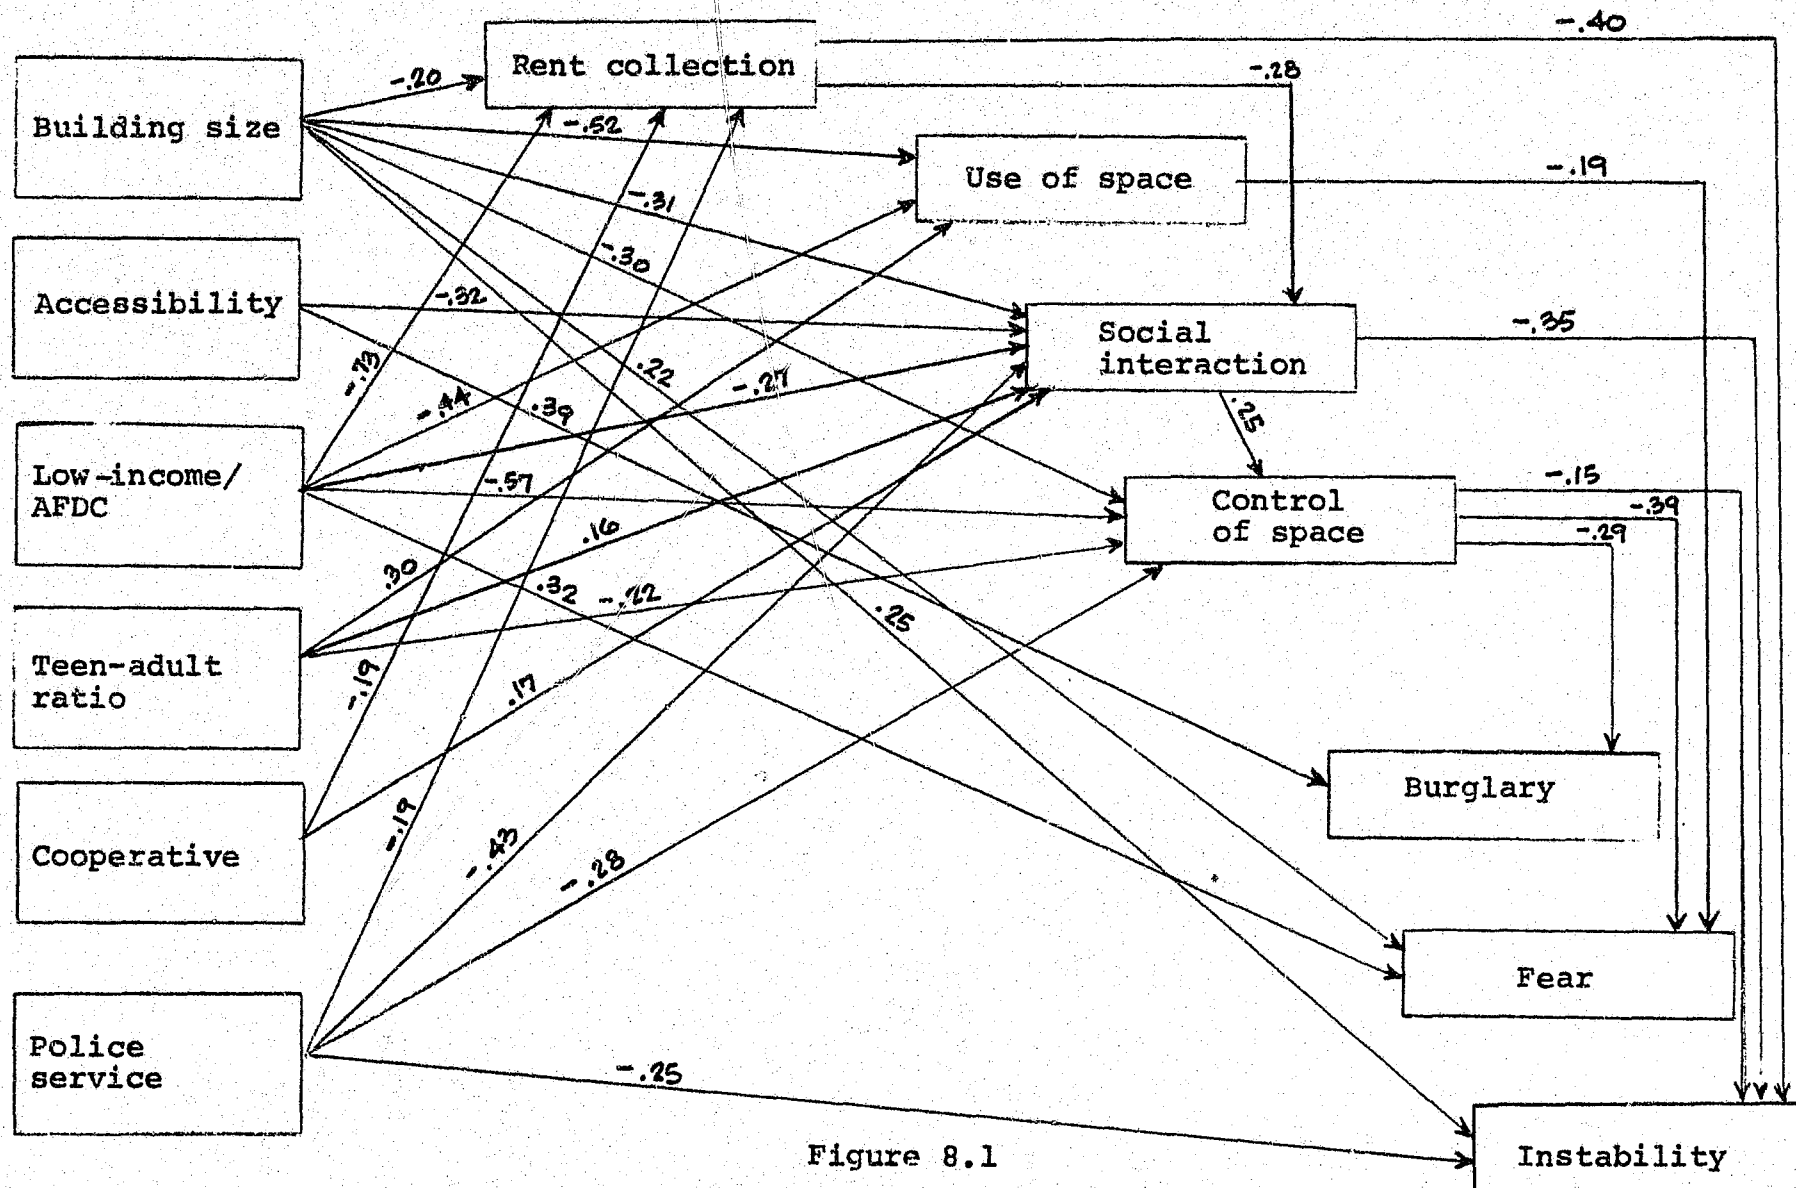 -.40
Rent collection
-.28
-.20
Building size
-.52
Use of space
-.19
-.31
-.30
Accessibility
-.32
Social
interaction
-.35
-.73
.22
-.27
-.44
.39
.25
Low-income/
AFDC
-.57
Control
of space
-.15
-.39
-.29
.16
.30
.32
-.22
.25
Teen-adult
ratio
-.19
.17
Burglary
-.19
-.43
-.28
Cooperative
Fear
Police
service
-.25
Figure 8.1
Instability